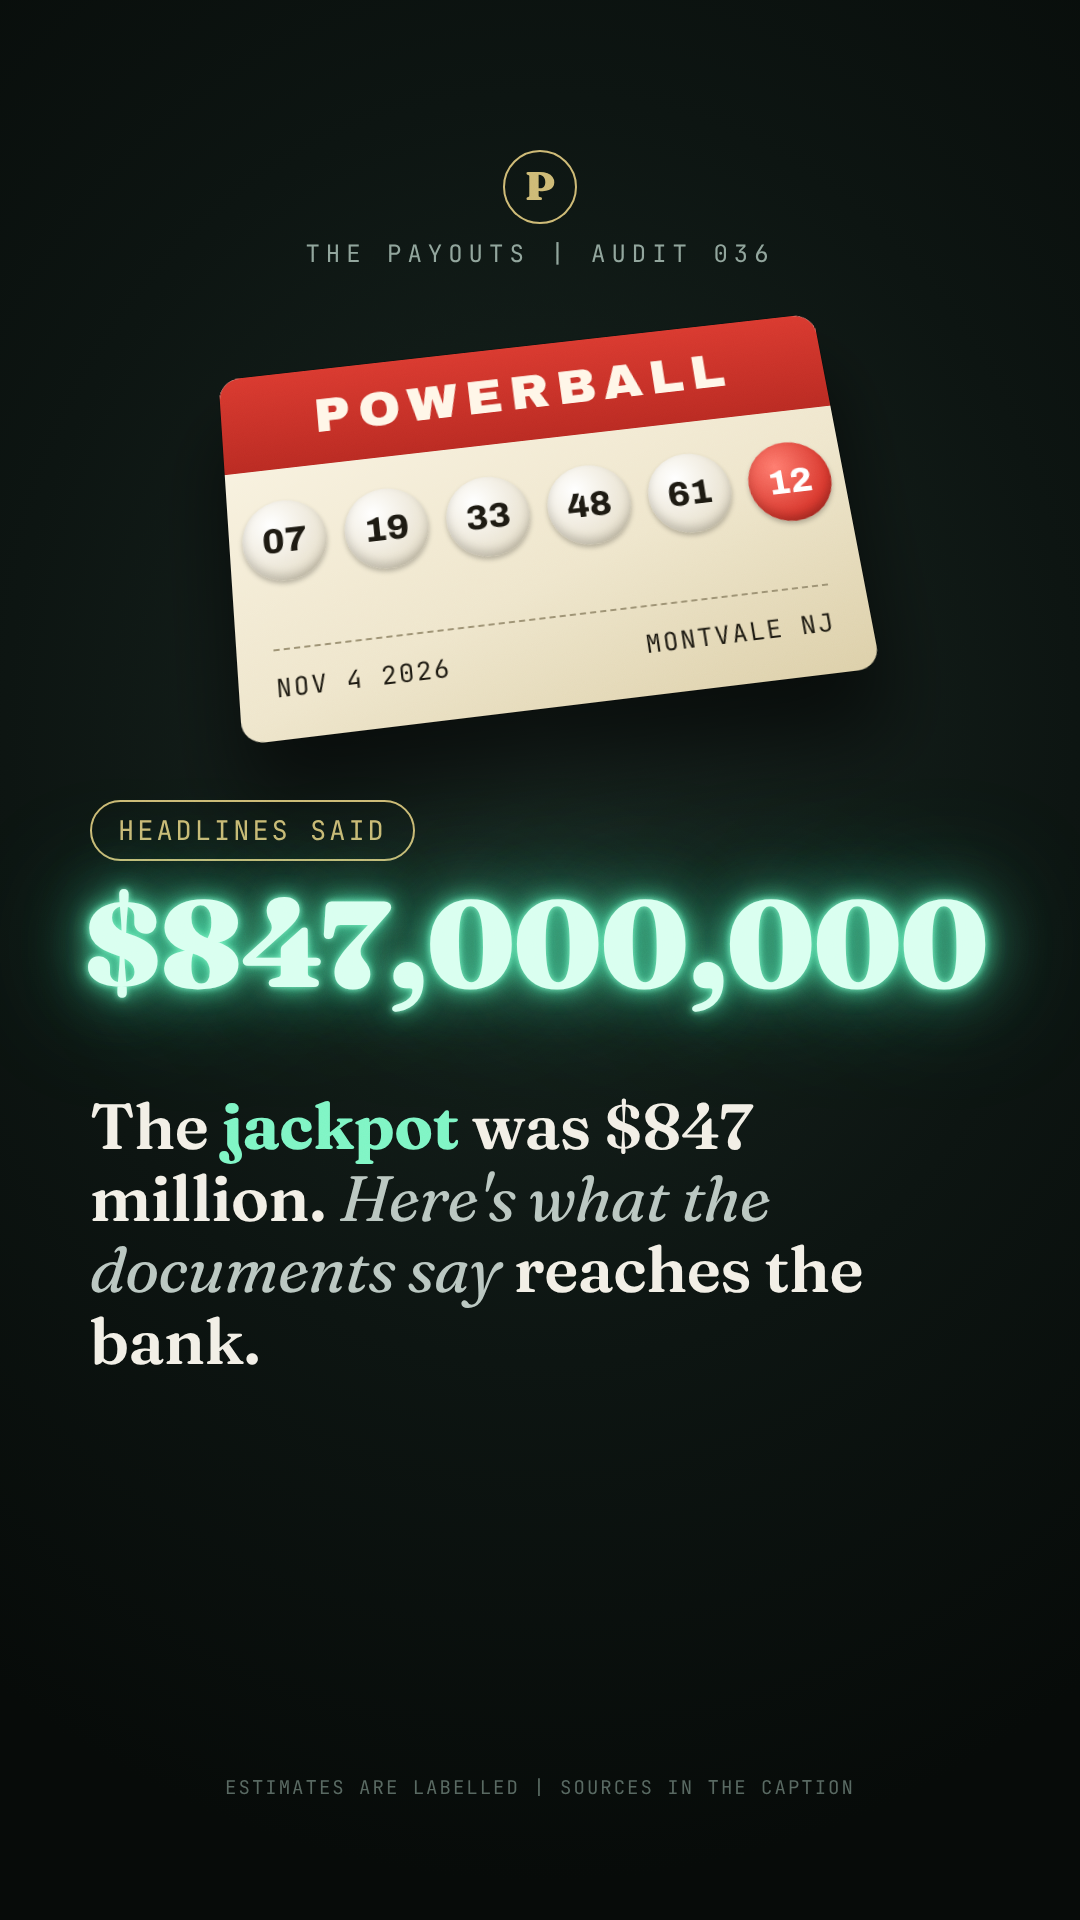 P
THE PAYOUTS | AUDIT 036
POWERBALL
07 19 33 48 61 12
NOV 4 2026 MONTVALE NJ
HEADLINES SAID
$847,000,000
The jackpot was $847
million. Here's what the
documents say reaches the
bank.
ESTIMATES ARE LABELLED | SOURCES IN THE CAPTION